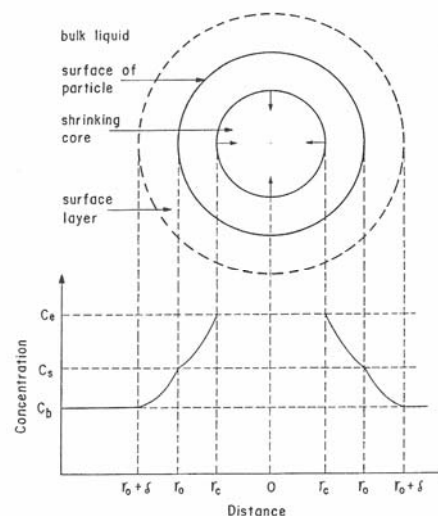 bulk liquid
surface of
particle
shrinking
core
surface
layer
Concentration
Ce
Cs
Cb
r₀ + δ
r₀
rc
0
rc
r₀
r₀ + δ
Distance